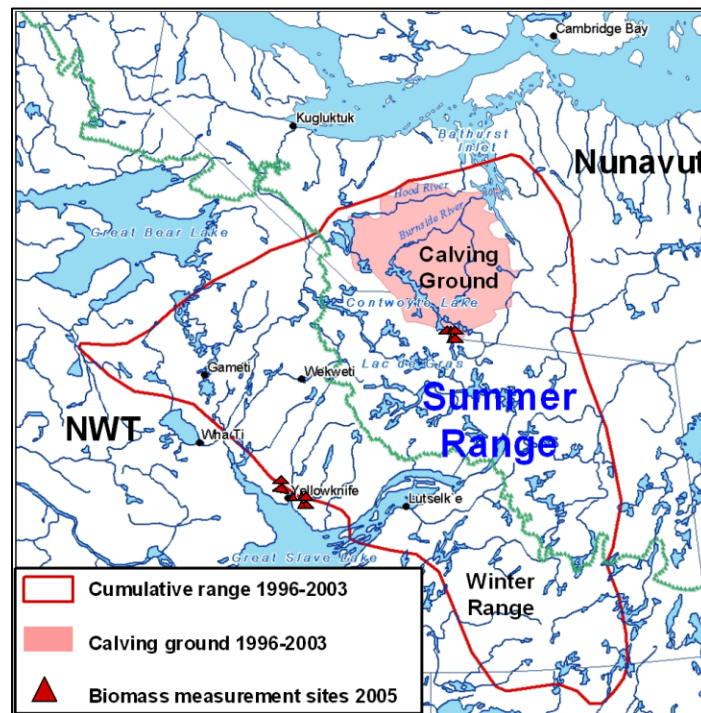 Cambridge Bay
Kugluktuk
Bathurst
Inlet
Nunavut
Hood River
Great Bear Lake
Burnside River
Calving
Ground
Contwoyto Lake
Gameti
Wekweti
Lac de Gras
Summer
Range
NWT
Wha Ti
Yellowknife
Lutselk'e
Great Slave Lake
Winter
Range
Cumulative range 1996-2003
Calving ground 1996-2003
Biomass measurement sites 2005